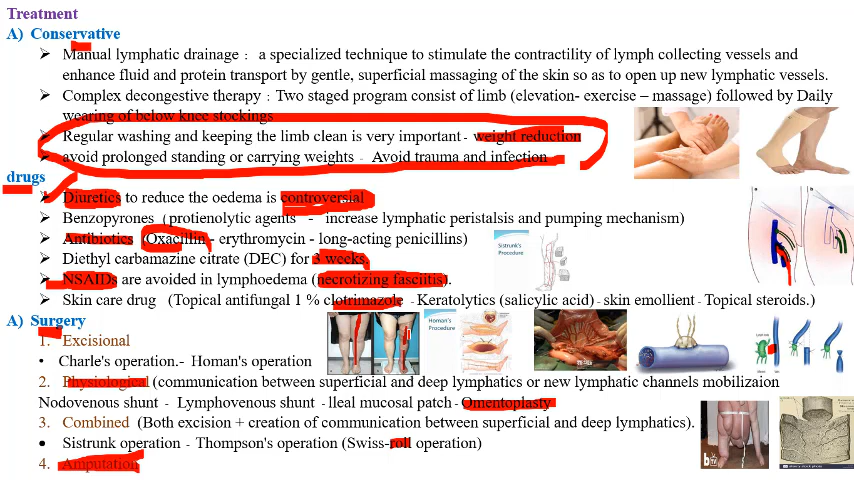 Treatment
A) Conservative
➤ Manual lymphatic drainage : a specialized technique to stimulate the contractility of lymph collecting vessels and
enhance fluid and protein transport by gentle, superficial massaging of the skin so as to open up new lymphatic vessels.
➤ Complex decongestive therapy : Two staged program consist of limb (elevation- exercise – massage) followed by Daily
wearing of below knee stockings
➤ Regular washing and keeping the limb clean is very important - weight reduction
➤ avoid prolonged standing or carrying weights - Avoid trauma and infection
drugs
➤ Diuretics to reduce the oedema is controversial
➤ Benzopyrones (protienolytic agents - increase lymphatic peristalsis and pumping mechanism)
➤ Antibiotics (Oxacillin - erythromycin - long-acting penicillins)
➤ Diethyl carbamazine citrate (DEC) for 3 weeks.
➤ NSAIDs are avoided in lymphoedema (necrotizing fasciitis).
➤ Skin care drug (Topical antifungal 1 % clotrimazole - Keratolytics (salicylic acid) - skin emollient - Topical steroids.)
Sistrunk's
Procedure
A) Surgery
1. Excisional
• Charle's operation.- Homan's operation
Homan's
Procedure
2. Physiological (communication between superficial and deep lymphatics or new lymphatic channels mobilizaion
Nodovenous shunt - Lymphovenous shunt - lleal mucosal patch - Omentoplasty
3. Combined (Both excision + creation of communication between superficial and deep lymphatics).
● Sistrunk operation - Thompson's operation (Swiss-roll operation)
4. Amputation